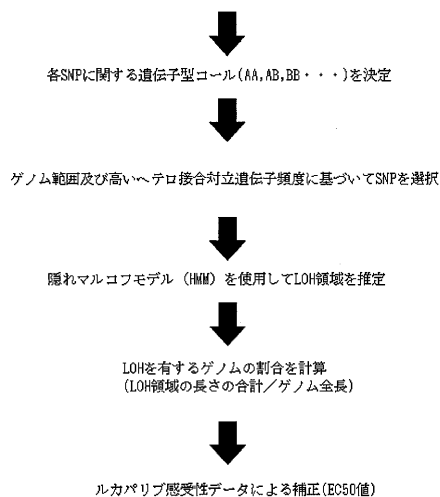 各SNPに関する遺伝子型コール(AA,AB,BB・・・)を決定
ゲノム範囲及び高いヘテロ接合対立遺伝子頻度に基づいてSNPを選択
隠れマルコフモデル（HMM）を使用してLOH領域を推定
LOHを有するゲノムの割合を計算
(LOH領域の長さの合計／ゲノム全長)
ルカパリブ感受性データによる補正(EC50値)